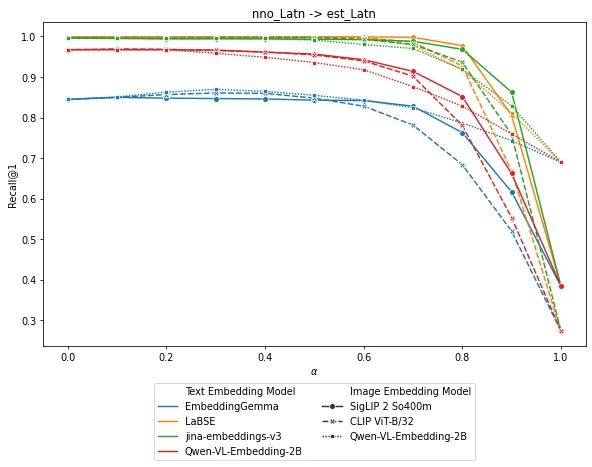 nno_Latn -> est_Latn
1.0
0.9
0.8
0.7
0.6
0.5
0.4
0.3
Recall@1
0.0 0.2 0.4 0.6 0.8 1.0
α
Text Embedding Model Image Embedding Model
EmbeddingGemma SigLIP 2 So400m
LaBSE CLIP ViT-B/32
jina-embeddings-v3 Qwen-VL-Embedding-2B
Qwen-VL-Embedding-2B